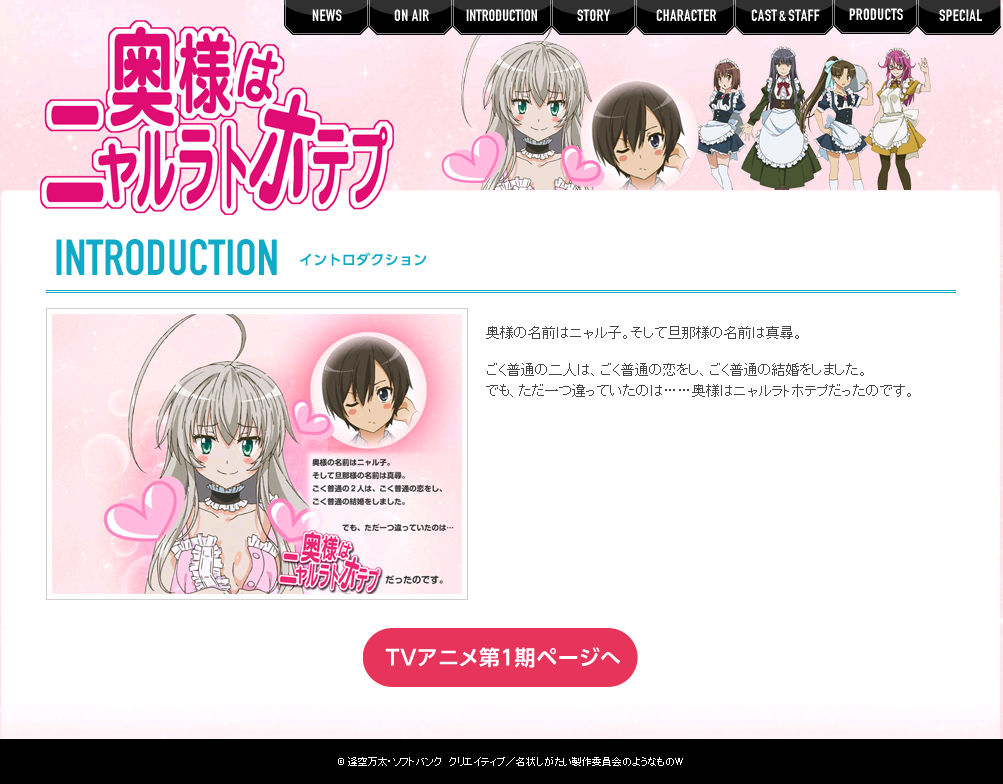 NEWS
ON AIR
INTRODUCTION
STORY
CHARACTER
CAST & STAFF
PRODUCTS
SPECIAL
奥様は
ニャルラトホテプ
INTRODUCTION イントロダクション
奥様の名前はニャル子。そして旦那様の名前は真尋。
ごく普通の二人は、ごく普通の恋をし、ごく普通の結婚をしました。
でも、ただ一つ違っていたのは……奥様はニャルラトホテプだったのです。
奥様の名前はニャル子。
そして旦那様の名前は真尋。
ごく普通の2人は、ごく普通の恋をし、
ごく普通の結婚をしました。
でも、ただ一つ違っていたのは…
奥様は
ニャルラトホテプ だったのです。
TVアニメ第1期ページへ
© 逢空万太・ソフトバンク クリエイティブ／名状しがたい製作委員会のようなものW